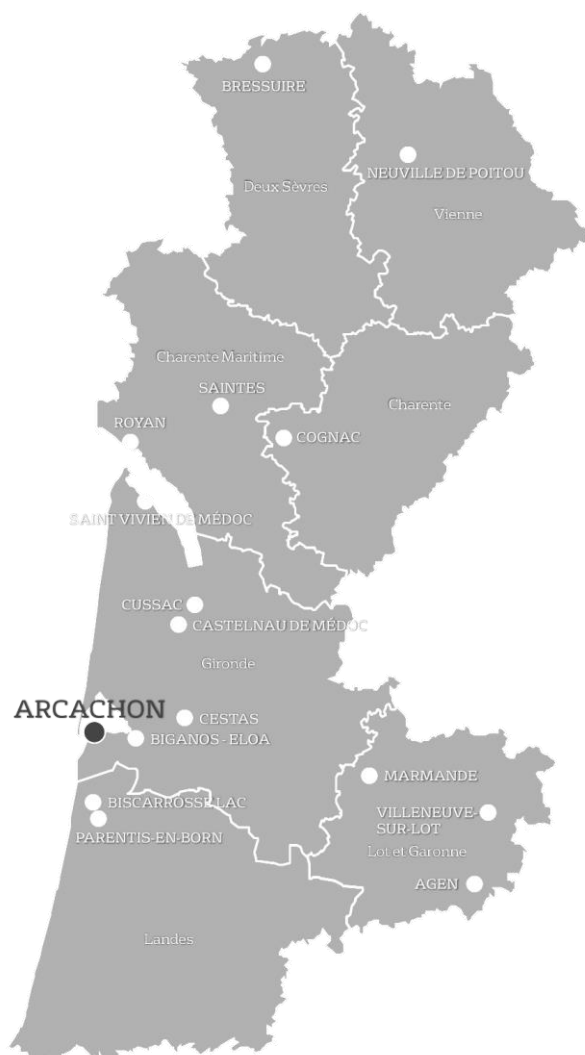 BRESSUIRE
NEUVILLE DE POITOU
Deux Sèvres
Vienne
Charente Maritime
SAINTES
Charente
ROYAN
COGNAC
SAINT VIVIEN DE MÉDOC
CUSSAC
CASTELNAU DE MÉDOC
Gironde
ARCACHON
CESTAS
BIGANOS - ELOA
MARMANDE
BISCARROSSE LAC
VILLENEUVE-
SUR-LOT
PARENTIS-EN-BORN
Lot et Garonne
AGEN
Landes